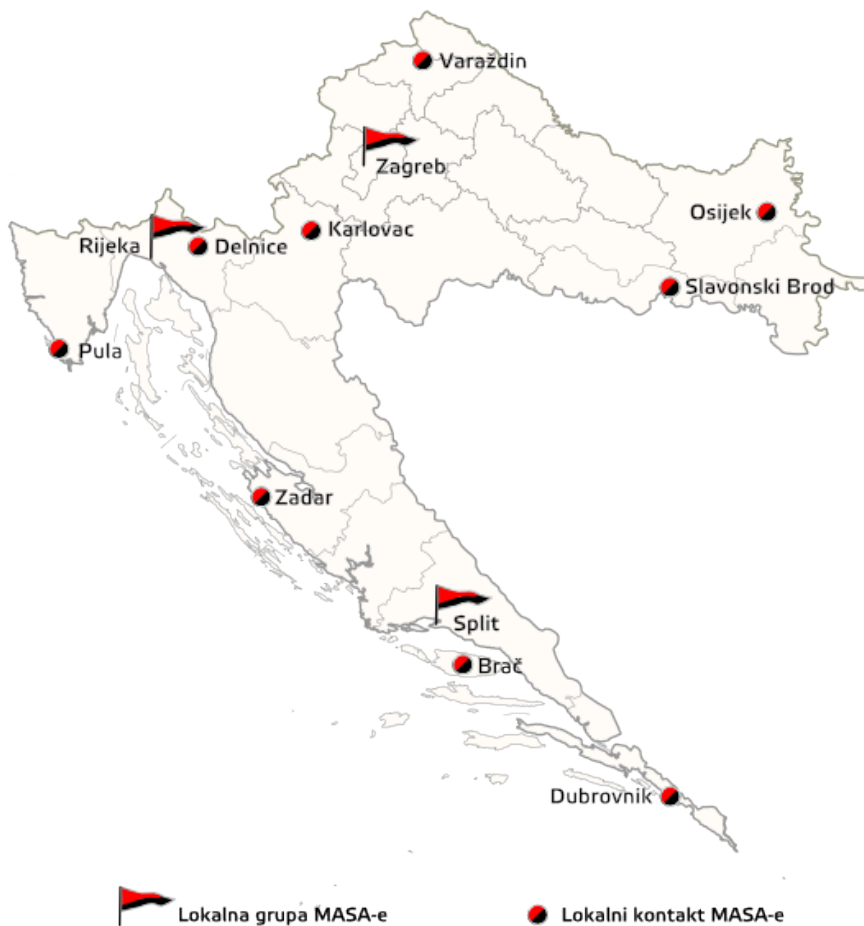 Varaždin
Zagreb
Osijek
Karlovac
Rijeka
Delnice
Slavonski Brod
Pula
Zadar
Split
Brač
Dubrovnik
Lokalna grupa MASA-e
Lokalni kontakt MASA-e